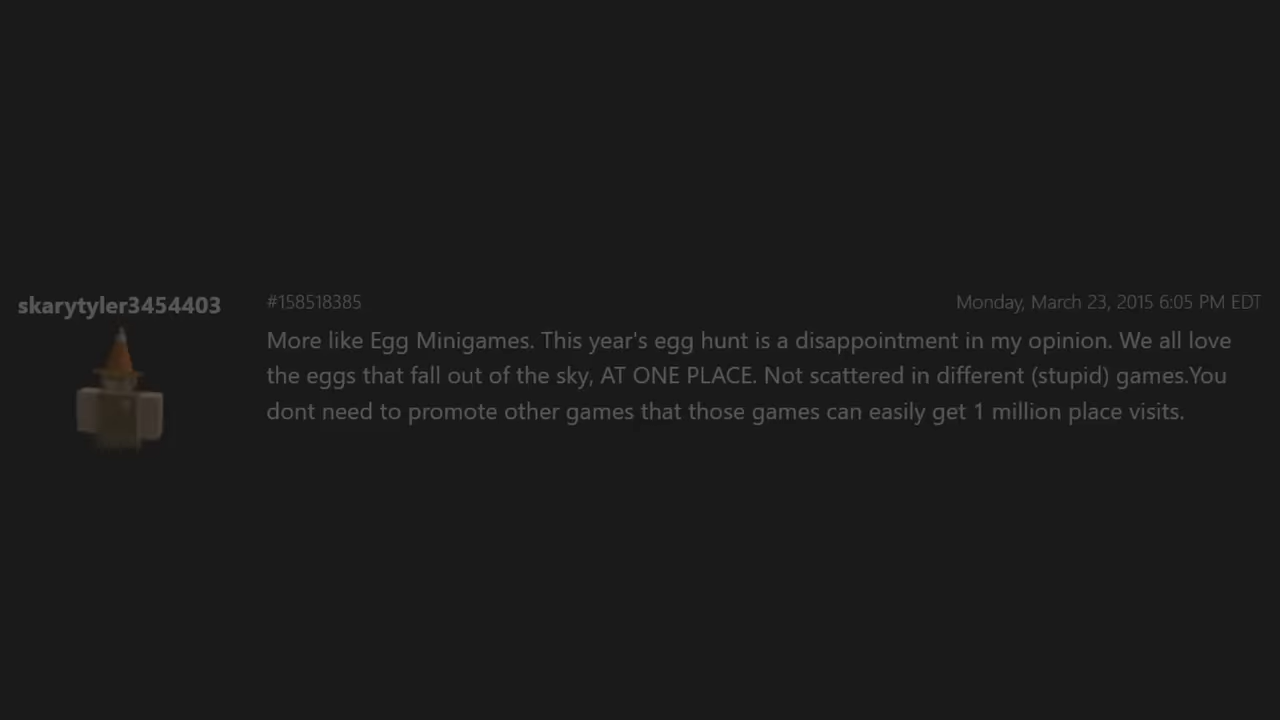 skarytyler3454403
#158518385
Monday, March 23, 2015 6:05 PM EDT
More like Egg Minigames. This year's egg hunt is a disappointment in my opinion. We all love
the eggs that fall out of the sky, AT ONE PLACE. Not scattered in different (stupid) games.You
dont need to promote other games that those games can easily get 1 million place visits.